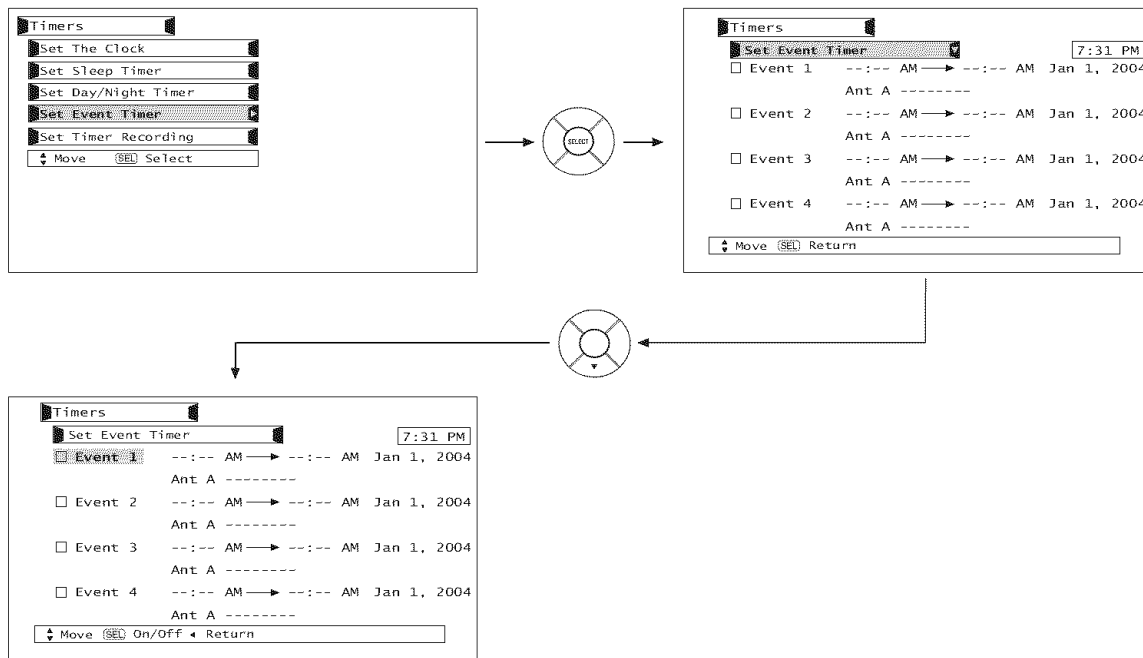 Timers
Set The Clock
Set Sleep Timer
Set Day/Night Timer
Set Event Timer
Set Timer Recording
Move SEL Select
SELECT
Timers
Set Event Timer 7:31 PM
Event 1 --:-- AM --:-- AM Jan 1, 2004
Ant A --------
Event 2 --:-- AM --:-- AM Jan 1, 2004
Ant A --------
Event 3 --:-- AM --:-- AM Jan 1, 2004
Ant A --------
Event 4 --:-- AM --:-- AM Jan 1, 2004
Ant A --------
Move SEL Return
Timers
Set Event Timer 7:31 PM
Event 1 --:-- AM --:-- AM Jan 1, 2004
Ant A --------
Event 2 --:-- AM --:-- AM Jan 1, 2004
Ant A --------
Event 3 --:-- AM --:-- AM Jan 1, 2004
Ant A --------
Event 4 --:-- AM --:-- AM Jan 1, 2004
Ant A --------
Move SEL On/Off Return